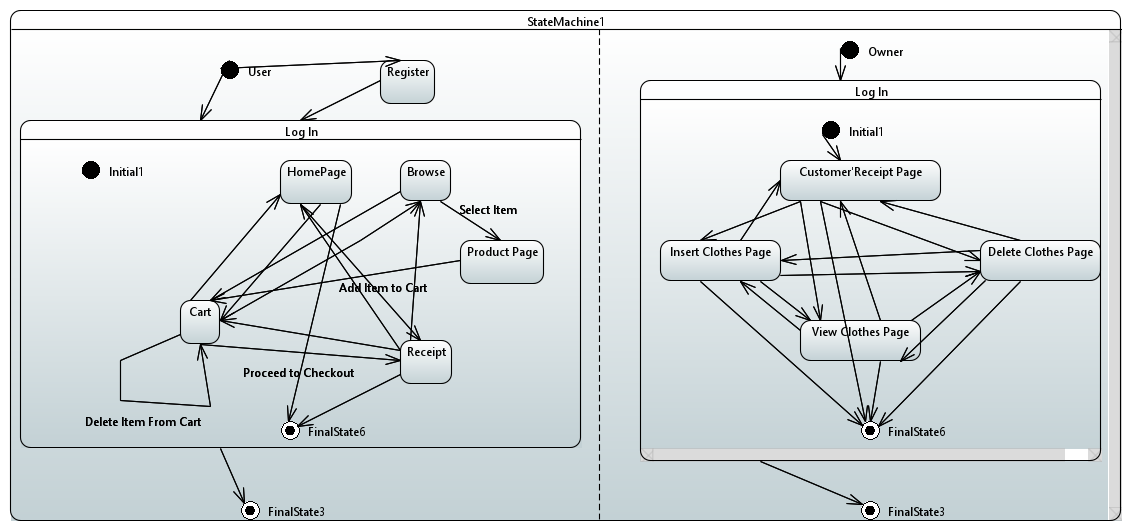 StateMachine1
User
Register
Log In
Initial1
HomePage
Browse
Select Item
Product Page
Add Item to Cart
Cart
Receipt
Proceed to Checkout
Delete Item From Cart
FinalState6
FinalState3
Owner
Log In
Initial1
Customer'Receipt Page
Insert Clothes Page
Delete Clothes Page
View Clothes Page
FinalState6
FinalState3